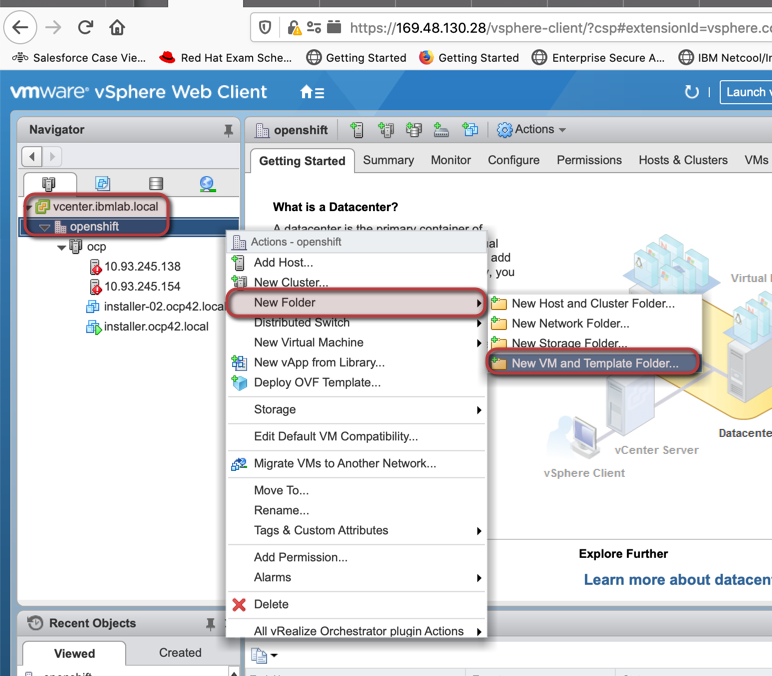 https://169.48.130.28/vsphere-client/?csp#extensionId=vsphere.c
Salesforce Case Vie...
Red Hat Exam Sche...
Getting Started
Getting Started
Enterprise Secure A...
IBM Netcool/I
vmware® vSphere Web Client
Launch v
Navigator
openshift
Actions
Getting Started
Summary
Monitor
Configure
Permissions
Hosts & Clusters
VMs
vcenter.ibmlab.local
openshift
ocp
10.93.245.138
10.93.245.154
installer-02.ocp42.loca
installer.ocp42.local
What is a Datacenter?
A datacenter is the primary container of
ual
add
y, you
Actions - openshift
Add Host...
New Cluster...
New Folder
Distributed Switch
New Virtual Machine
New vApp from Library...
Deploy OVF Template...
Storage
Edit Default VM Compatibility...
Migrate VMs to Another Network...
Move To...
Rename...
Tags & Custom Attributes
Add Permission...
Alarms
Delete
All vRealize Orchestrator plugin Actions
New Host and Cluster Folder...
New Network Folder...
New Storage Folder...
New VM and Template Folder...
Virtual
Datacente
vCenter Server
vSphere Client
Explore Further
Learn more about datacen
Recent Objects
Viewed
Created
openshift